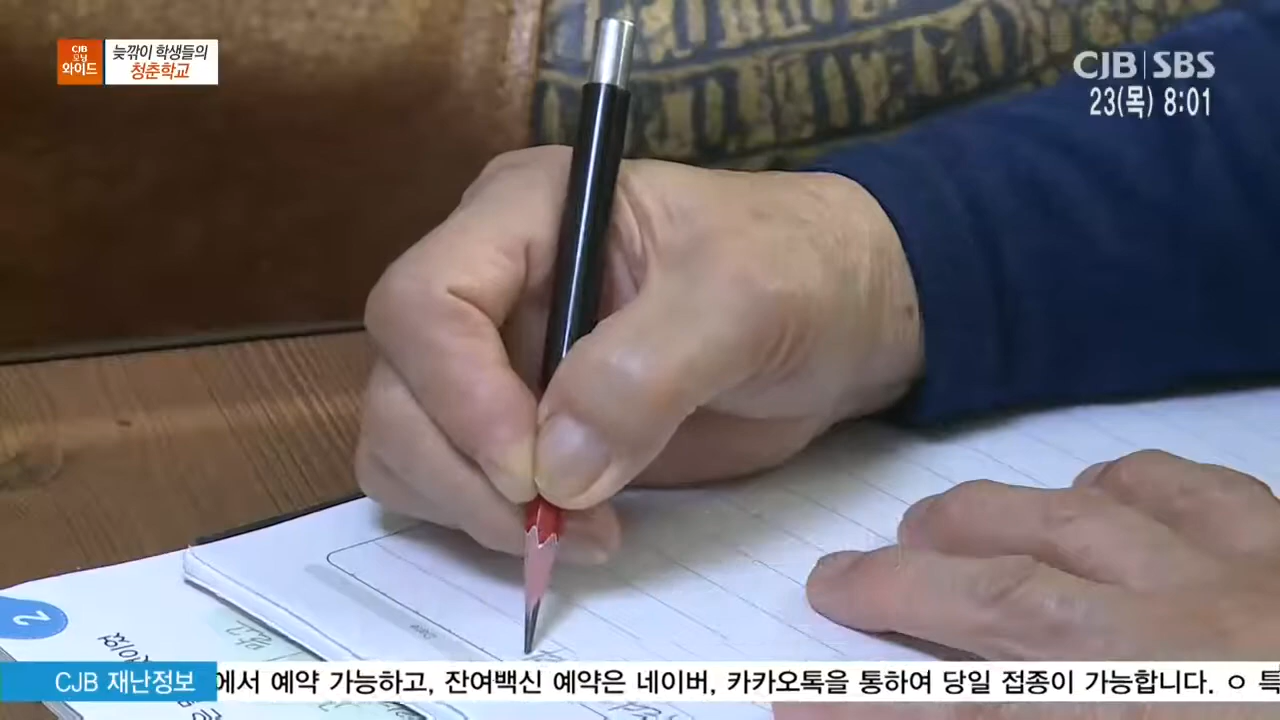 CJB
모닝
와이드
늦깎이 학생들의
청춘학교
CJB SBS
23(목) 8:01
2
CJB 재난정보
에서 예약 가능하고, 잔여백신 예약은 네이버, 카카오톡을 통하여 당일 접종이 가능합니다. ㅇ 특